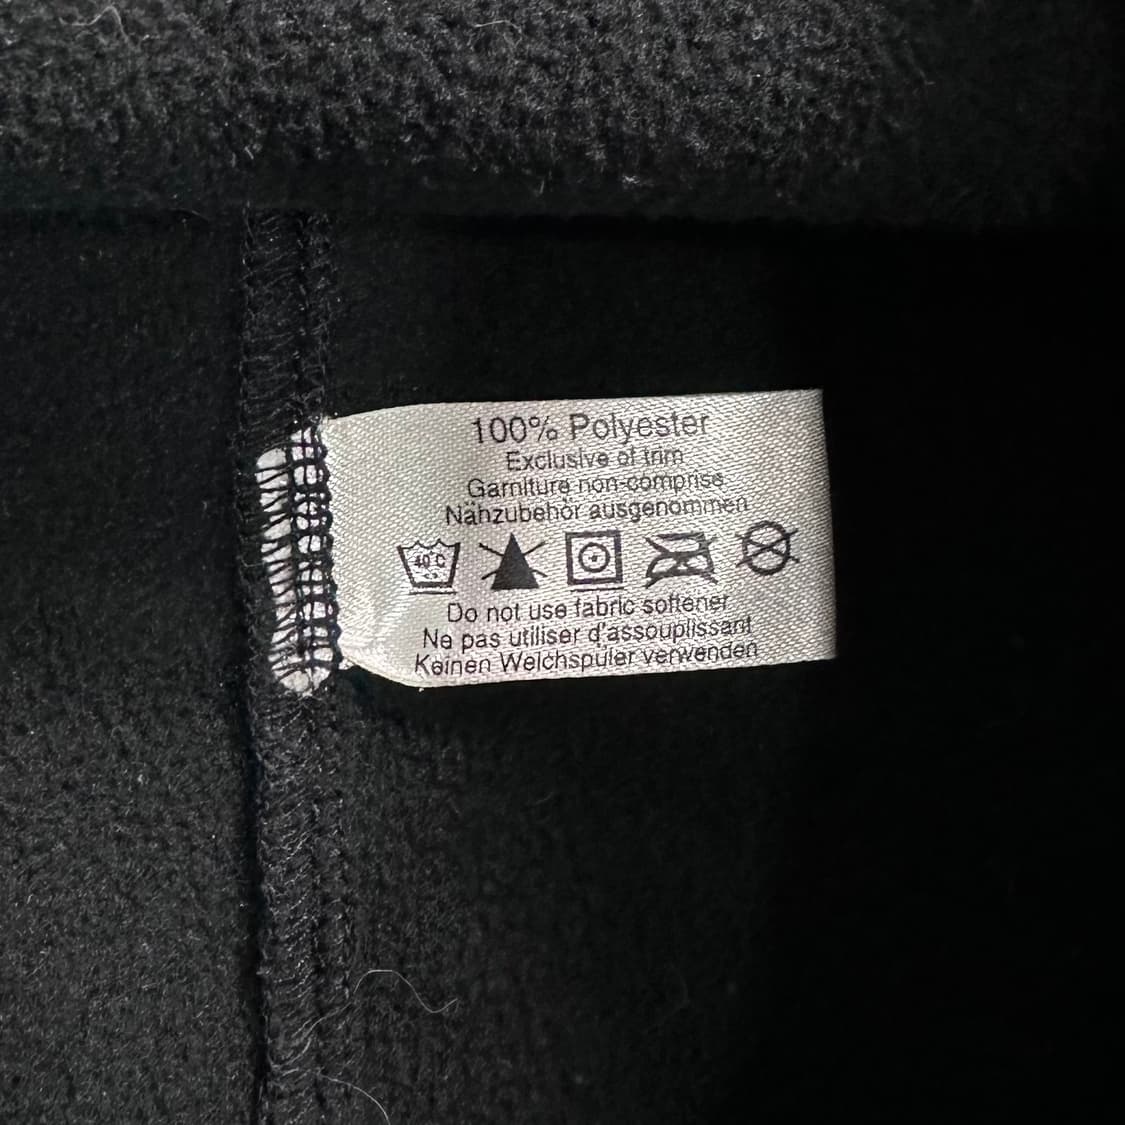 100% Polyester
Exclusive of trim
Garniture non-comprise
Nähzubehör ausgenommen
40°C
Do not use fabric softener
Ne pas utiliser d'assouplissant
Keinen Weichspüler verwenden